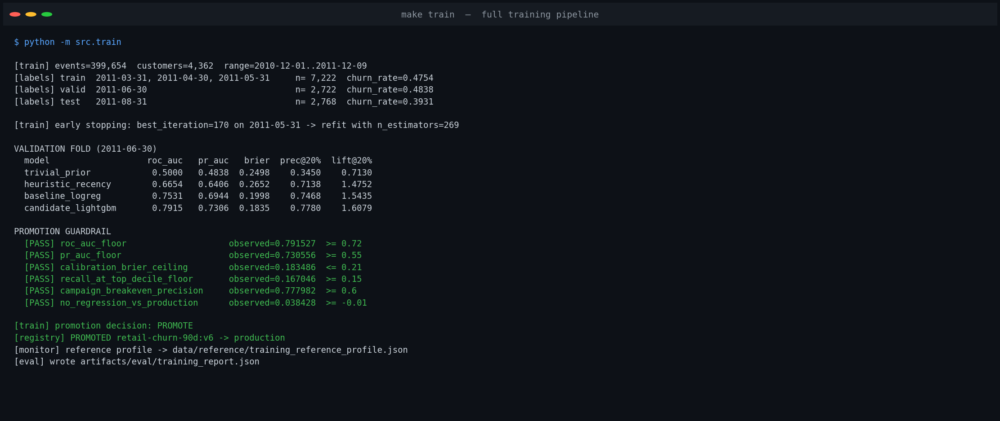 make train — full training pipeline
$ python -m src.train
[train] events=399,654  customers=4,362  range=2010-12-01..2011-12-09
[labels] train  2011-03-31, 2011-04-30, 2011-05-31     n= 7,222  churn_rate=0.4754
[labels] valid  2011-06-30                             n= 2,722  churn_rate=0.4838
[labels] test   2011-08-31                             n= 2,768  churn_rate=0.3931
[train] early stopping: best_iteration=170 on 2011-05-31 -> refit with n_estimators=269
VALIDATION FOLD (2011-06-30)
  model                   roc_auc   pr_auc   brier  prec@20%  lift@20%
  trivial_prior            0.5000   0.4838  0.2498    0.3450    0.7130
  heuristic_recency        0.6654   0.6406  0.2652    0.7138    1.4752
  baseline_logreg          0.7531   0.6944  0.1998    0.7468    1.5435
  candidate_lightgbm       0.7915   0.7306  0.1835    0.7780    1.6079
PROMOTION GUARDRAIL
  [PASS] roc_auc_floor                    observed=0.791527  >= 0.72
  [PASS] pr_auc_floor                     observed=0.730556  >= 0.55
  [PASS] calibration_brier_ceiling        observed=0.183486  <= 0.21
  [PASS] recall_at_top_decile_floor       observed=0.167046  >= 0.15
  [PASS] campaign_breakeven_precision     observed=0.777982  >= 0.6
  [PASS] no_regression_vs_production      observed=0.038428  >= -0.01
[train] promotion decision: PROMOTE
[registry] PROMOTED retail-churn-90d:v6 -> production
[monitor] reference profile -> data/reference/training_reference_profile.json
[eval] wrote artifacts/eval/training_report.json